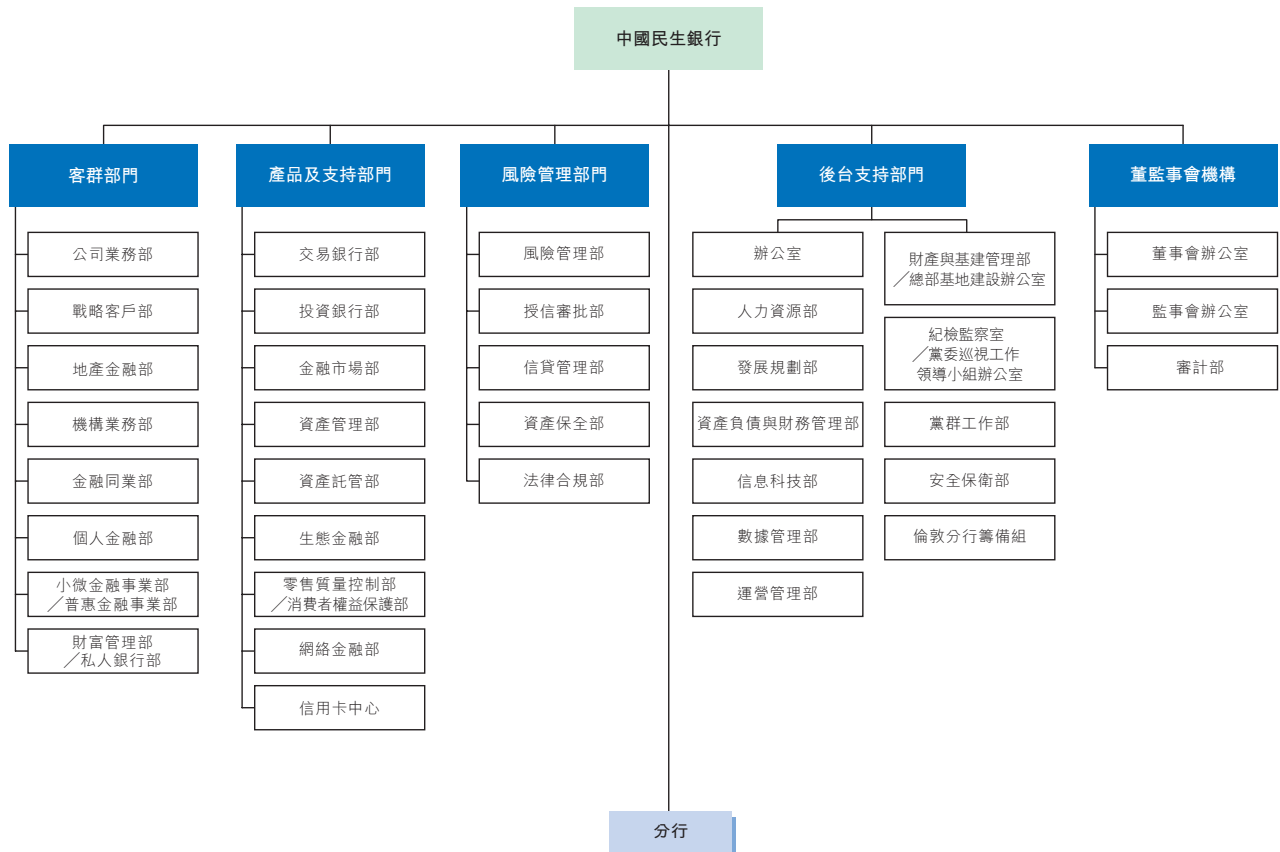 中國民生銀行
客群部門
公司業務部
戰略客戶部
地產金融部
機構業務部
金融同業部
個人金融部
小微金融事業部
╱普惠金融事業部
財富管理部
╱私人銀行部
產品及支持部門
交易銀行部
投資銀行部
金融市場部
資產管理部
資產託管部
生態金融部
零售質量控制部
╱消費者權益保護部
網絡金融部
信用卡中心
風險管理部門
風險管理部
授信審批部
信貸管理部
資產保全部
法律合規部
後台支持部門
辦公室
人力資源部
發展規劃部
資產負債與財務管理部
信息科技部
數據管理部
運營管理部
財產與基建管理部
╱總部基地建設辦公室
紀檢監察室
╱黨委巡視工作
領導小組辦公室
黨群工作部
安全保衛部
倫敦分行籌備組
董監事會機構
董事會辦公室
監事會辦公室
審計部
分行